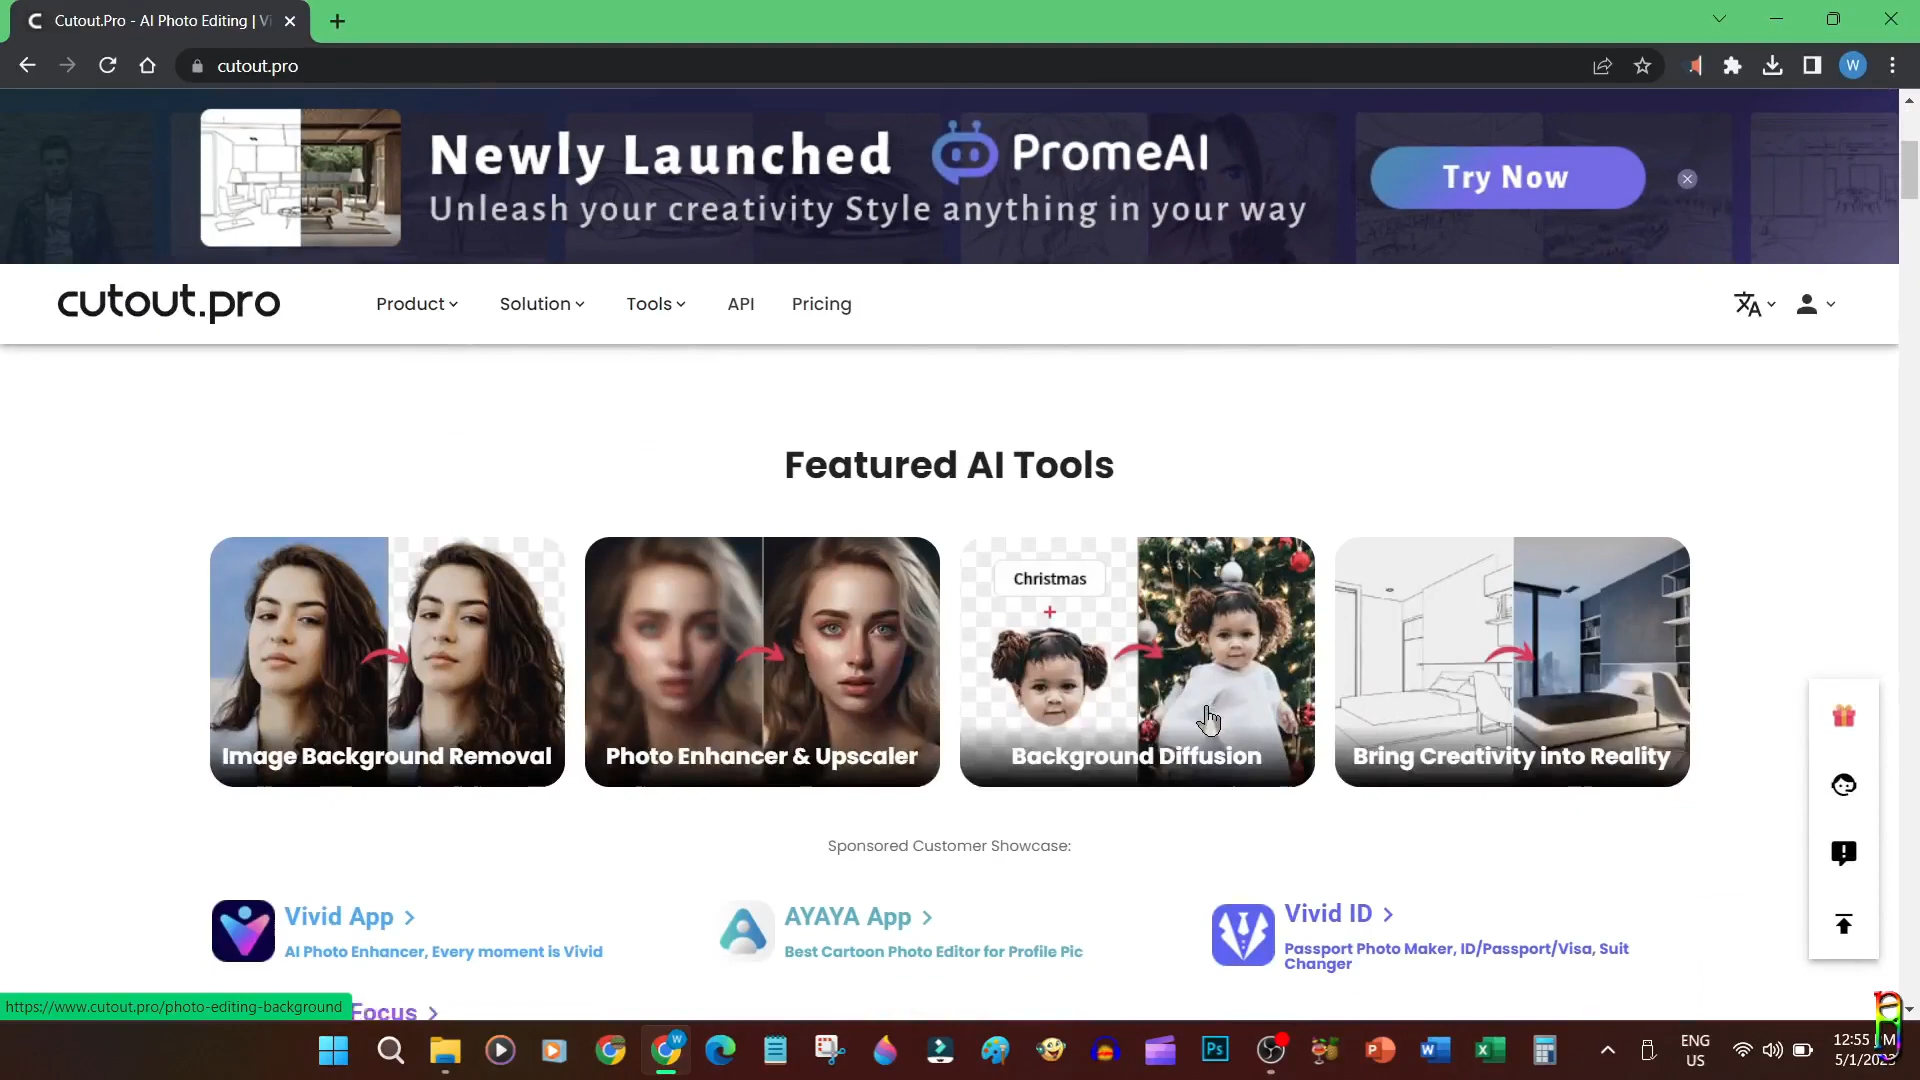 Cutout.Pro - AI Photo Editing | Vi
cutout.pro
W
Newly Launched PromeAI
Unleash your creativity Style anything in your way
Try Now
cutout.pro
Product
Solution
Tools
API
Pricing
Featured AI Tools
Christmas
+
Image Background Removal
Photo Enhancer & Upscaler
Background Diffusion
Bring Creativity into Reality
Sponsored Customer Showcase:
Vivid App
AI Photo Enhancer, Every moment is Vivid
AYAYA App
Best Cartoon Photo Editor for Profile Pic
Vivid ID
Passport Photo Maker, ID/Passport/Visa, Suit
Changer
Focus
https://www.cutout.pro/photo-editing-background
W
Ps
P
W
X
ENG
US
12:55 PM